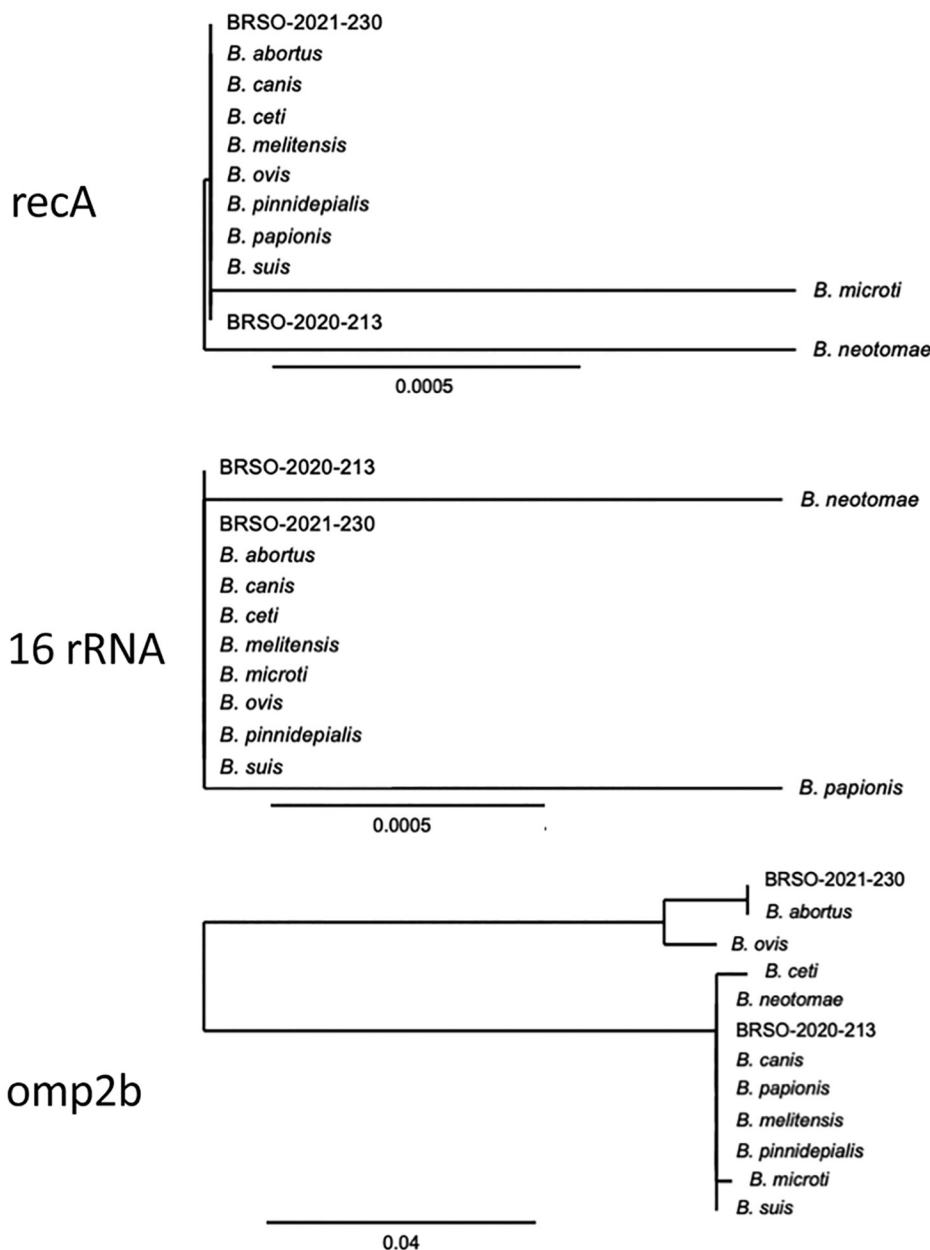 BRSO-2021-230
B. abortus
B. canis
B. ceti
B. melitensis
B. ovis
recA
B. pinnidepialis
B. papionis
B. suis
B. microti
BRSO-2020-213
B. neotomae
0.0005
BRSO-2020-213
B. neotomae
BRSO-2021-230
B. abortus
B. canis
B. ceti
16 rRNA
B. melitensis
B. microti
B. ovis
B. pinnidepialis
B. suis
B. papionis
0.0005
BRSO-2021-230
B. abortus
B. ovis
B. ceti
B. neotomae
BRSO-2020-213
B. canis
omp2b
B. papionis
B. melitensis
B. pinnidepialis
B. microti
B. suis
0.04